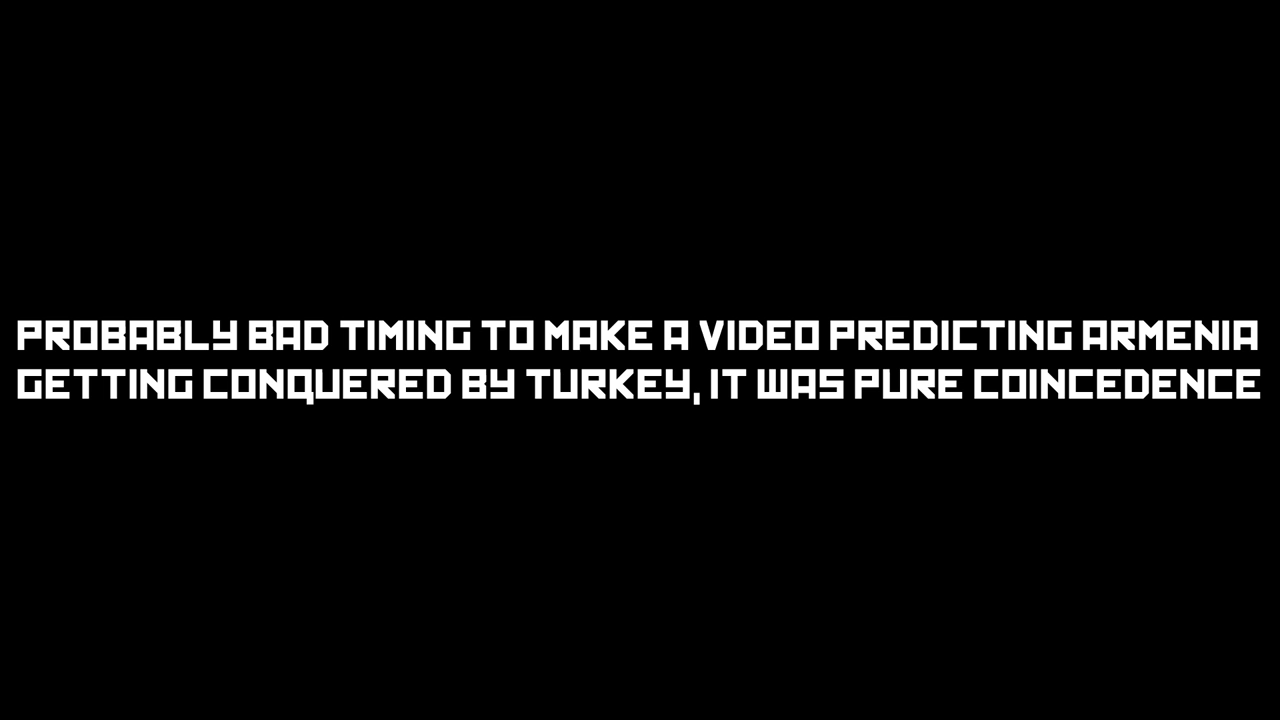 PROBABLY BAD TIMING TO MAKE A VIDEO PREDICTING ARMENIA
GETTING CONQUERED BY TURKEY, IT WAS PURE COINCEDENCE